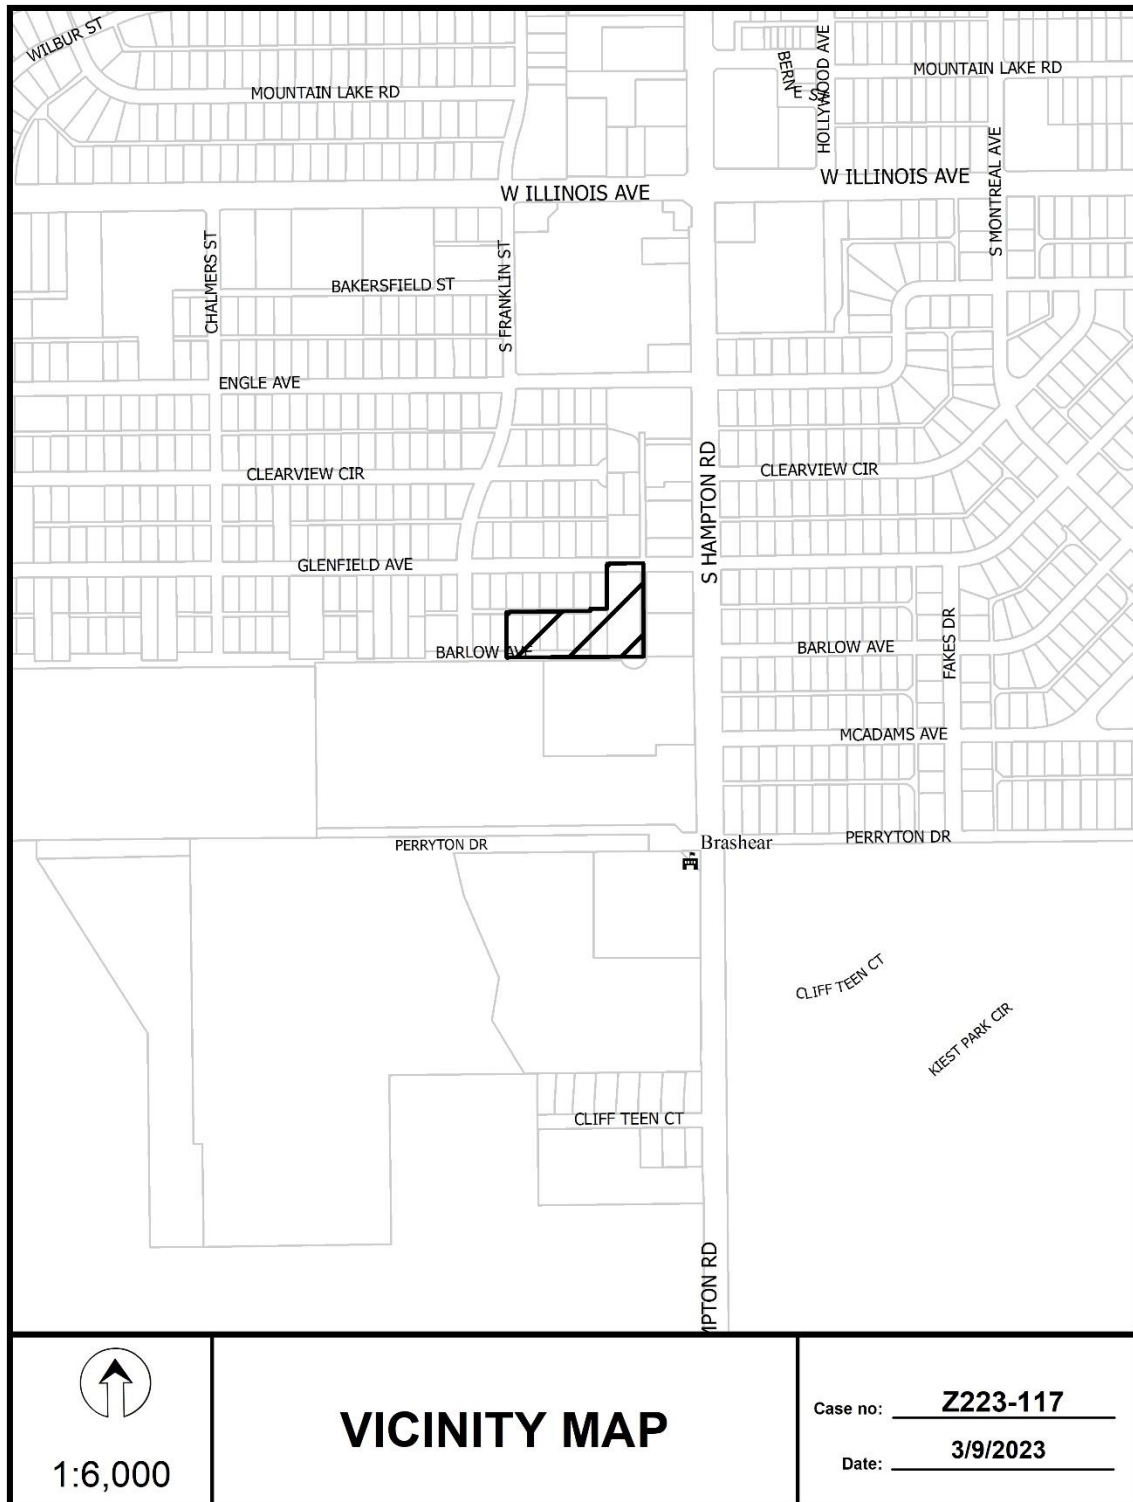 WILBUR ST
MOUNTAIN LAKE RD
BERN
E ST
HOLLYWOOD AVE
MOUNTAIN LAKE RD
S MONTREAL AVE
W ILLINOIS AVE
W ILLINOIS AVE
CHALMERS ST
BAKERSFIELD ST
S FRANKLIN ST
ENGLE AVE
CLEARVIEW CIR
S HAMPTON RD
CLEARVIEW CIR
GLENFIELD AVE
BARLOW AVE
BARLOW AVE
FAKES DR
MCADAMS AVE
PERRYTON DR
Brashear
PERRYTON DR
CLIFF TEEN CT
KIEST PARK CIR
CLIFF TEEN CT
MPTON RD
1:6,000
VICINITY MAP
Case no: Z223-117
Date: 3/9/2023